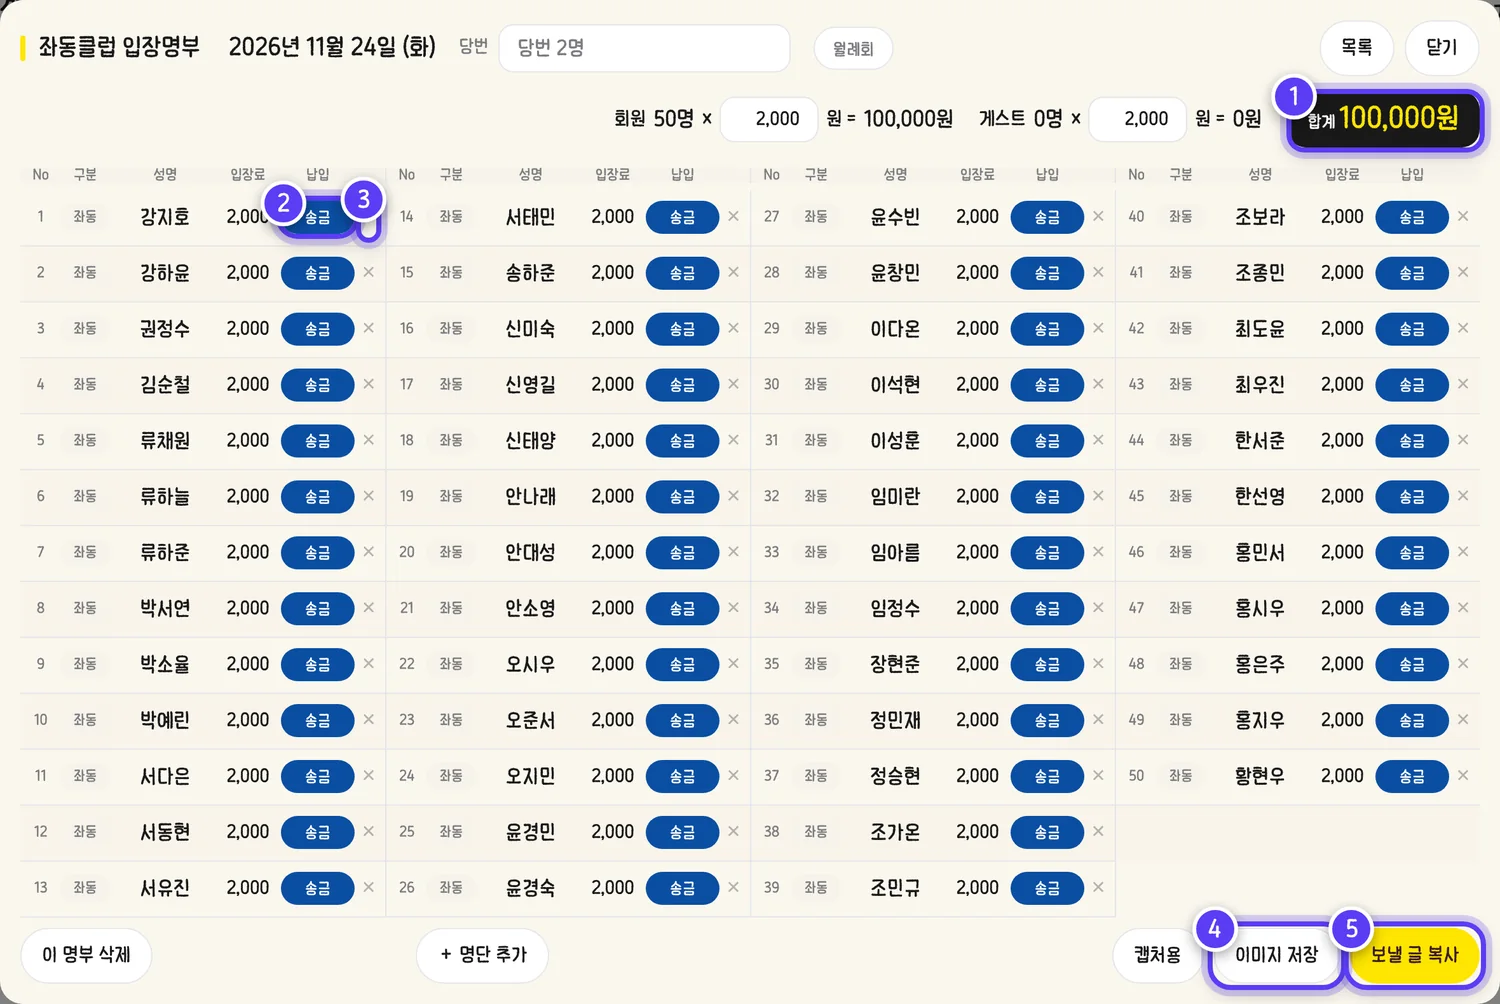 좌동클럽 입장명부 2026년 11월 24일 (화) 당번 당번 2명 월례회 목록 닫기
회원 50명 × 2,000 원 = 100,000원 게스트 0명 × 2,000 원 = 0원 1 합계 100,000원
No 구분 성명 입장료 납입 No 구분 성명 입장료 납입 No 구분 성명 입장료 납입 No 구분 성명 입장료 납입
1 좌동 강지호 2,000 2 송금 3 14 좌동 서태민 2,000 송금 × 27 좌동 윤수빈 2,000 송금 × 40 좌동 조보라 2,000 송금 ×
2 좌동 강하윤 2,000 송금 × 15 좌동 송하준 2,000 송금 × 28 좌동 윤창민 2,000 송금 × 41 좌동 조종민 2,000 송금 ×
3 좌동 권정수 2,000 송금 × 16 좌동 신미숙 2,000 송금 × 29 좌동 이다온 2,000 송금 × 42 좌동 최도윤 2,000 송금 ×
4 좌동 김순철 2,000 송금 × 17 좌동 신영길 2,000 송금 × 30 좌동 이석현 2,000 송금 × 43 좌동 최우진 2,000 송금 ×
5 좌동 류채원 2,000 송금 × 18 좌동 신태양 2,000 송금 × 31 좌동 이성훈 2,000 송금 × 44 좌동 한서준 2,000 송금 ×
6 좌동 류하늘 2,000 송금 × 19 좌동 안나래 2,000 송금 × 32 좌동 임미란 2,000 송금 × 45 좌동 한선영 2,000 송금 ×
7 좌동 류하준 2,000 송금 × 20 좌동 안대성 2,000 송금 × 33 좌동 임아름 2,000 송금 × 46 좌동 홍민서 2,000 송금 ×
8 좌동 박서연 2,000 송금 × 21 좌동 안소영 2,000 송금 × 34 좌동 임정수 2,000 송금 × 47 좌동 홍시우 2,000 송금 ×
9 좌동 박소율 2,000 송금 × 22 좌동 오시우 2,000 송금 × 35 좌동 장현준 2,000 송금 × 48 좌동 홍은주 2,000 송금 ×
10 좌동 박예린 2,000 송금 × 23 좌동 오준서 2,000 송금 × 36 좌동 정민재 2,000 송금 × 49 좌동 홍지우 2,000 송금 ×
11 좌동 서다은 2,000 송금 × 24 좌동 오지민 2,000 송금 × 37 좌동 정승현 2,000 송금 × 50 좌동 황현우 2,000 송금 ×
12 좌동 서동현 2,000 송금 × 25 좌동 윤경민 2,000 송금 × 38 좌동 조가온 2,000 송금 ×
13 좌동 서유진 2,000 송금 × 26 좌동 윤경숙 2,000 송금 × 39 좌동 조민규 2,000 송금 ×
이 명부 삭제 + 명단 추가 캡처용 4 이미지 저장 5 보낼 글 복사